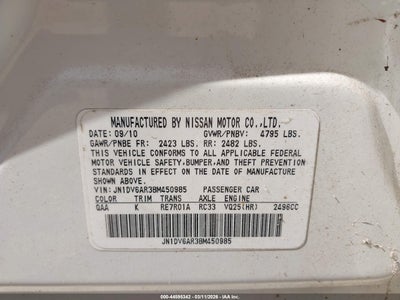 MANUFACTURED BY NISSAN MOTOR CO.,LTD.
DATE: 09/10 GVWR/PNBV: 4795 LBS.
GAWR/PNBE FR: 2423 LBS. RR: 2482 LBS.
THIS VEHICLE CONFORMS TO ALL APPLICABLE FEDERAL
MOTOR VEHICLE SAFETY,BUMPER,AND THEFT PREVENTION
STANDARDS IN EFFECT ON THE DATE OF MANUFACTURE
SHOWN ABOVE.
VIN: JN1DV6AR3BM450985 PASSENGER CAR
COLOR TRIM TRANS AXLE ENGINE
QAA K RE7R01A RC33 VQ25(HR) 2496CC
JN1DV6AR3BM450985
000-44598342 - 03/11/2026 - IAAI